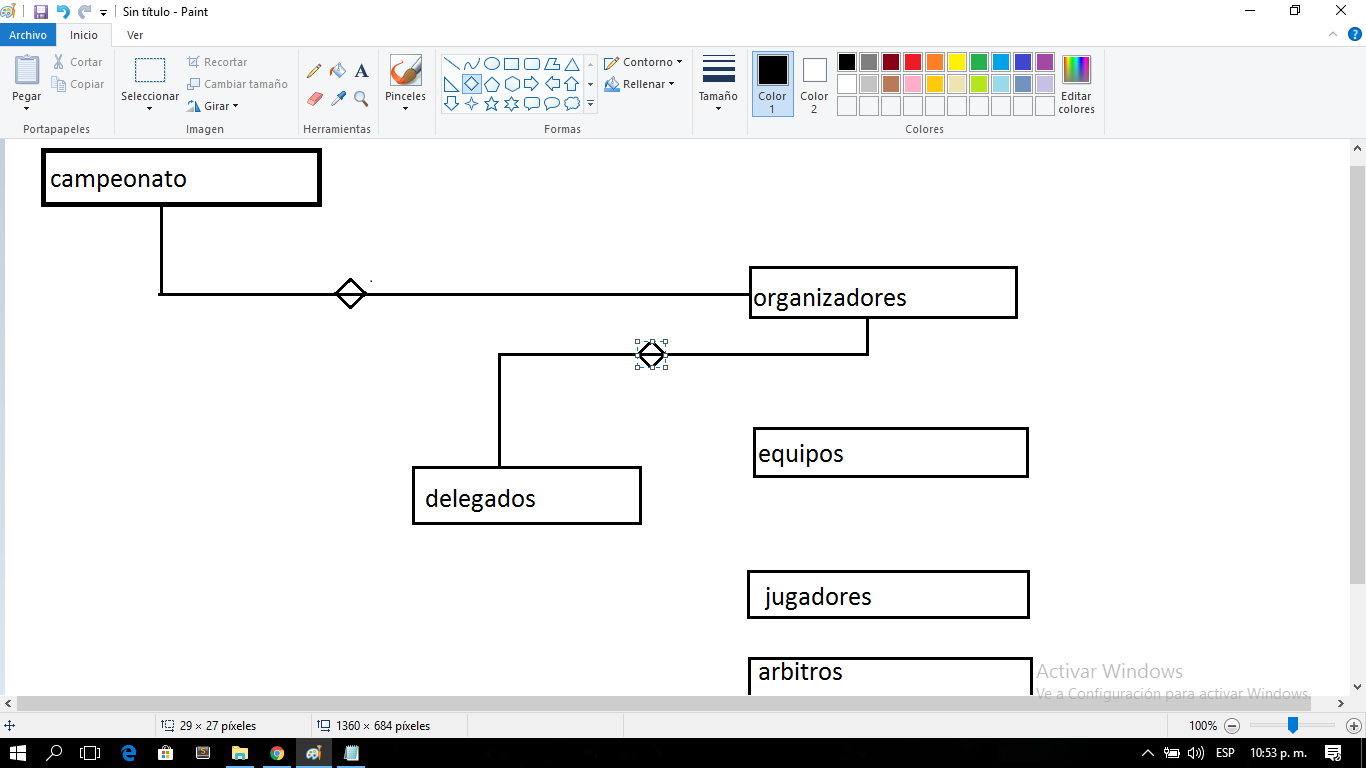 Sin título - Paint
Archivo Inicio Ver
Pegar
Cortar
Copiar
Portapapeles
Seleccionar
Recortar
Cambiar tamaño
Girar
Imagen
A
Herramientas
Pinceles
Contorno
Rellenar
Formas
Tamaño
Color 1
Color 2
Editar colores
Colores
campeonato
organizadores
equipos
delegados
jugadores
arbitros
Activar Windows
Ve a Configuración para activar Windows.
29 × 27 píxeles 1360 × 684 píxeles 100%
ESP 10:53 p. m.